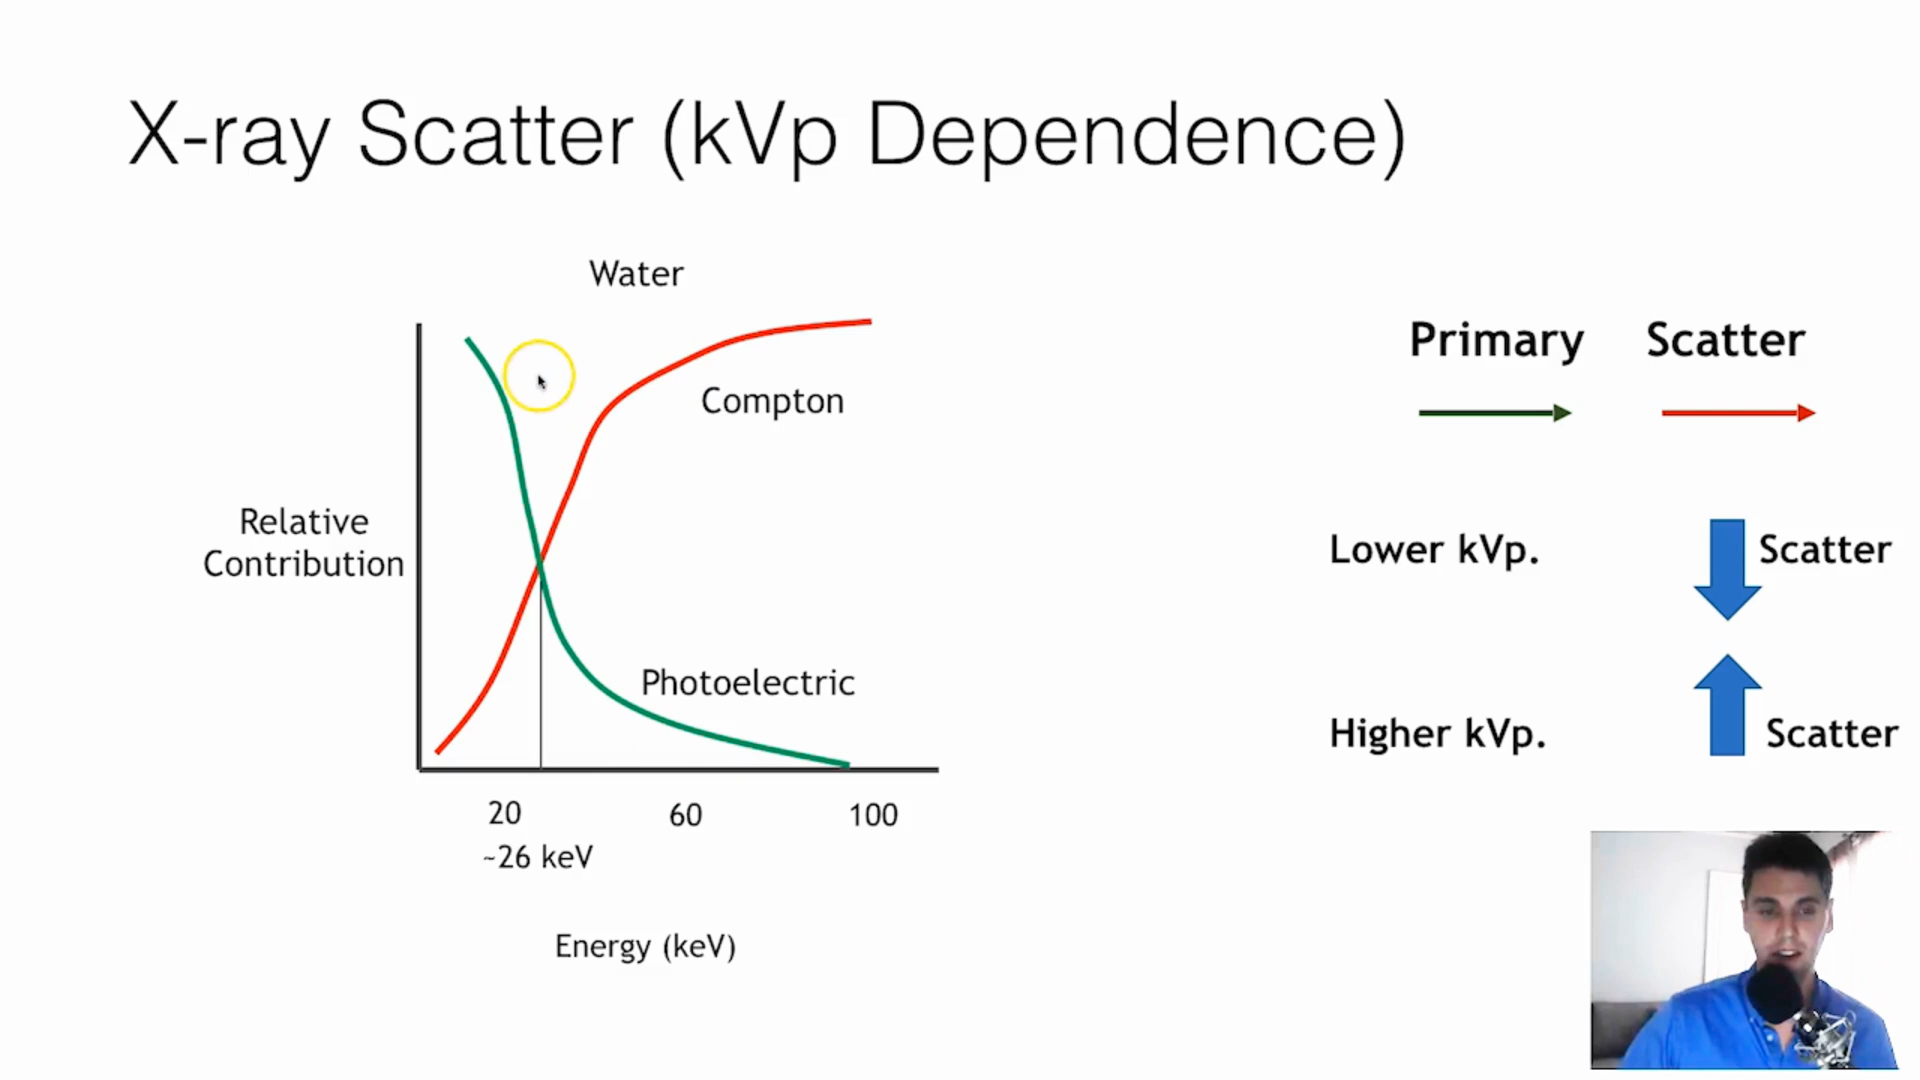 X-ray Scatter (kVp Dependence)
Water
Compton
Relative
Contribution
Photoelectric
20 60 100
~26 keV
Energy (keV)
Primary Scatter
Lower kVp. Scatter
Higher kVp. Scatter